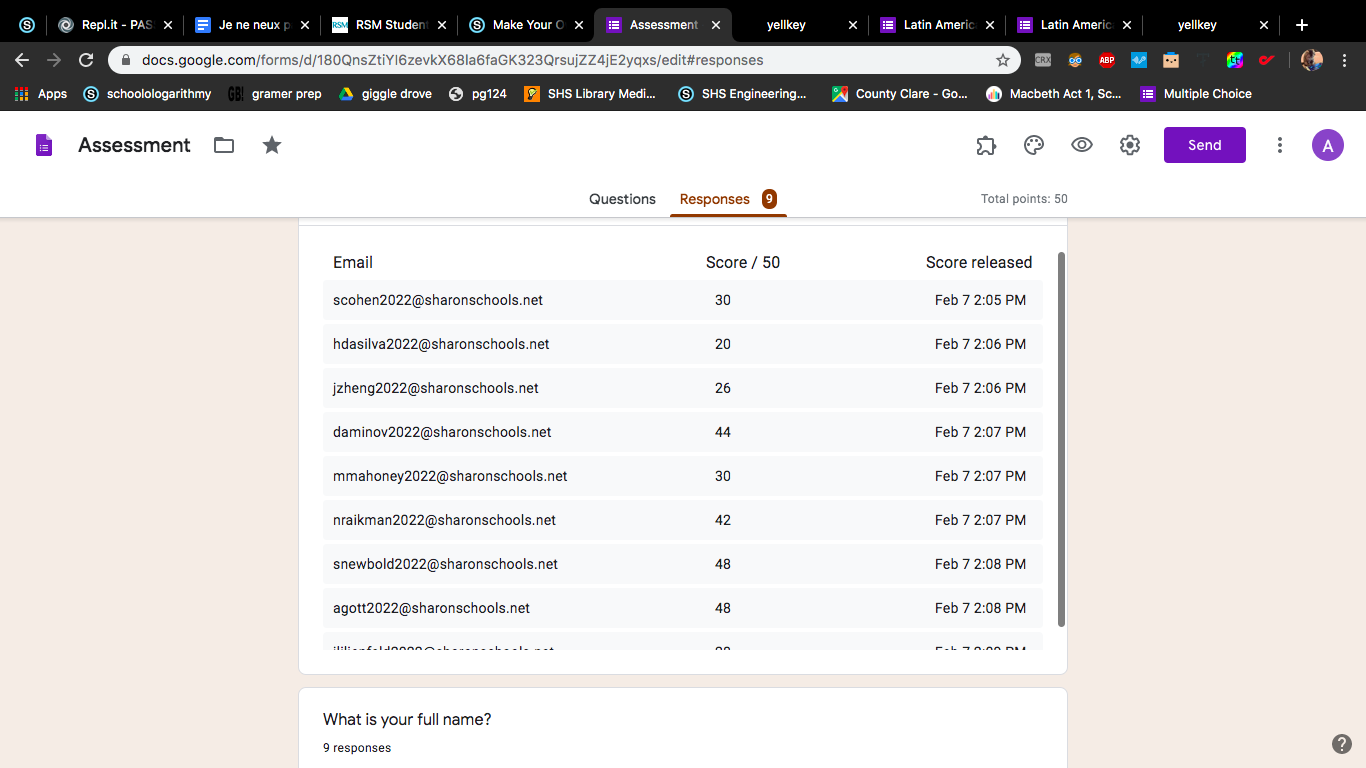 Repl.it - PAS
Je ne neux p
RSM Student
Make Your O
Assessment
yellkey
Latin Americ
Latin Americ
yellkey
docs.google.com/forms/d/180QnsZtiYI6zevkX68la6faGK323QrsujZZ4jE2yqxs/edit#responses
Apps schoolologarithmy gramer prep giggle drove pg124 SHS Library Medi... SHS Engineering... County Clare - Go... Macbeth Act 1, Sc... Multiple Choice
Assessment
Send
A
Questions Responses 9 Total points: 50
Email Score / 50 Score released
scohen2022@sharonschools.net 30 Feb 7 2:05 PM
hdasilva2022@sharonschools.net 20 Feb 7 2:06 PM
jzheng2022@sharonschools.net 26 Feb 7 2:06 PM
daminov2022@sharonschools.net 44 Feb 7 2:07 PM
mmahoney2022@sharonschools.net 30 Feb 7 2:07 PM
nraikman2022@sharonschools.net 42 Feb 7 2:07 PM
snewbold2022@sharonschools.net 48 Feb 7 2:08 PM
agott2022@sharonschools.net 48 Feb 7 2:08 PM
What is your full name?
9 responses